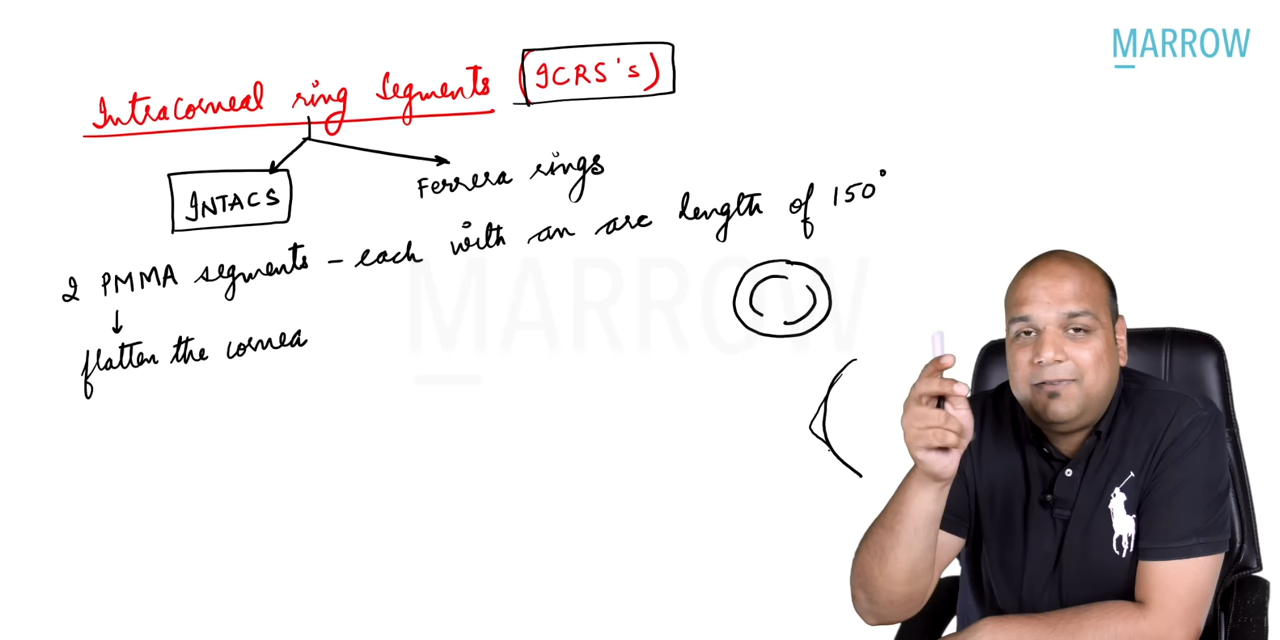 MARROW
Intracorneal ring segments (ICRS's)
INTACS
Ferrera rings
2 PMMA segments - each with an arc length of 150°
flatten the cornea
MARROW